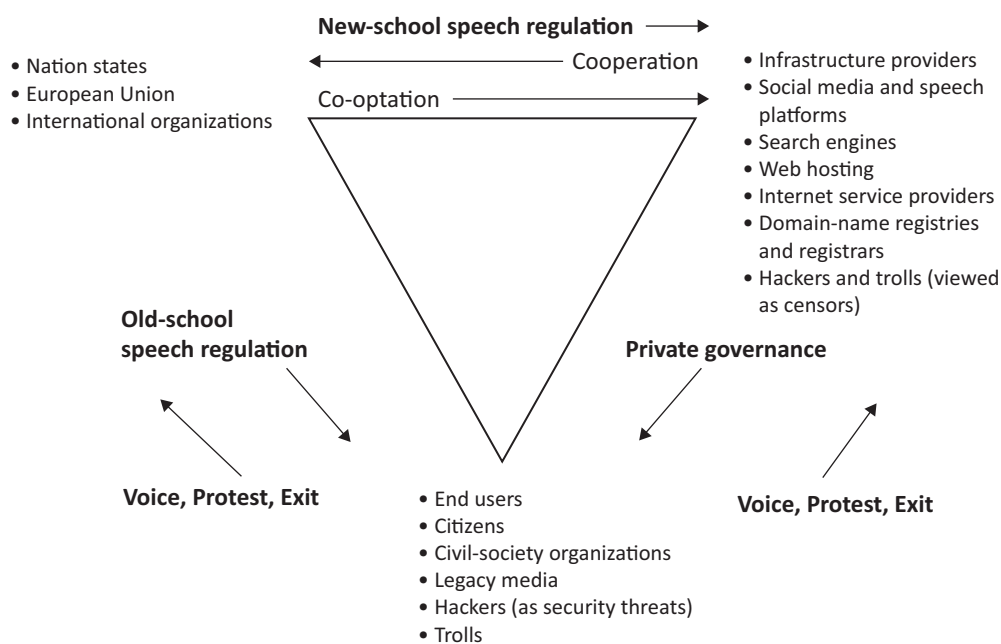 New-school speech regulation
Cooperation
Co-optation
• Nation states
• European Union
• International organizations
• Infrastructure providers
• Social media and speech
platforms
• Search engines
• Web hosting
• Internet service providers
• Domain-name registries
and registrars
• Hackers and trolls (viewed
as censors)
Old-school
speech regulation
Private governance
Voice, Protest, Exit
Voice, Protest, Exit
• End users
• Citizens
• Civil-society organizations
• Legacy media
• Hackers (as security threats)
• Trolls